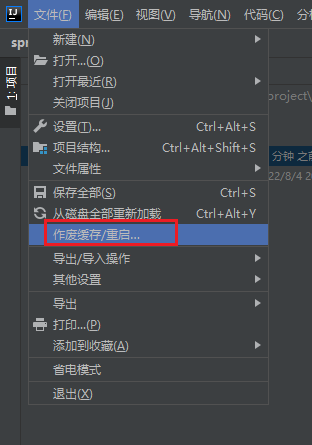 IJ 文件(F) 编辑(E) 视图(V) 导航(N) 代码(C) 分析
spr
1: 项目
新建(N)
打开...(O)
打开最近(R)
关闭项目(J)
设置(T)... Ctrl+Alt+S
项目结构... Ctrl+Alt+Shift+S
文件属性
保存全部(S) Ctrl+S
从磁盘全部重新加载 Ctrl+Alt+Y
作废缓存/重启...
导出/导入操作
其他设置
导出
打印...(P)
添加到收藏(A)
省电模式
退出(X)
project\
分钟 之前
22/8/4 20